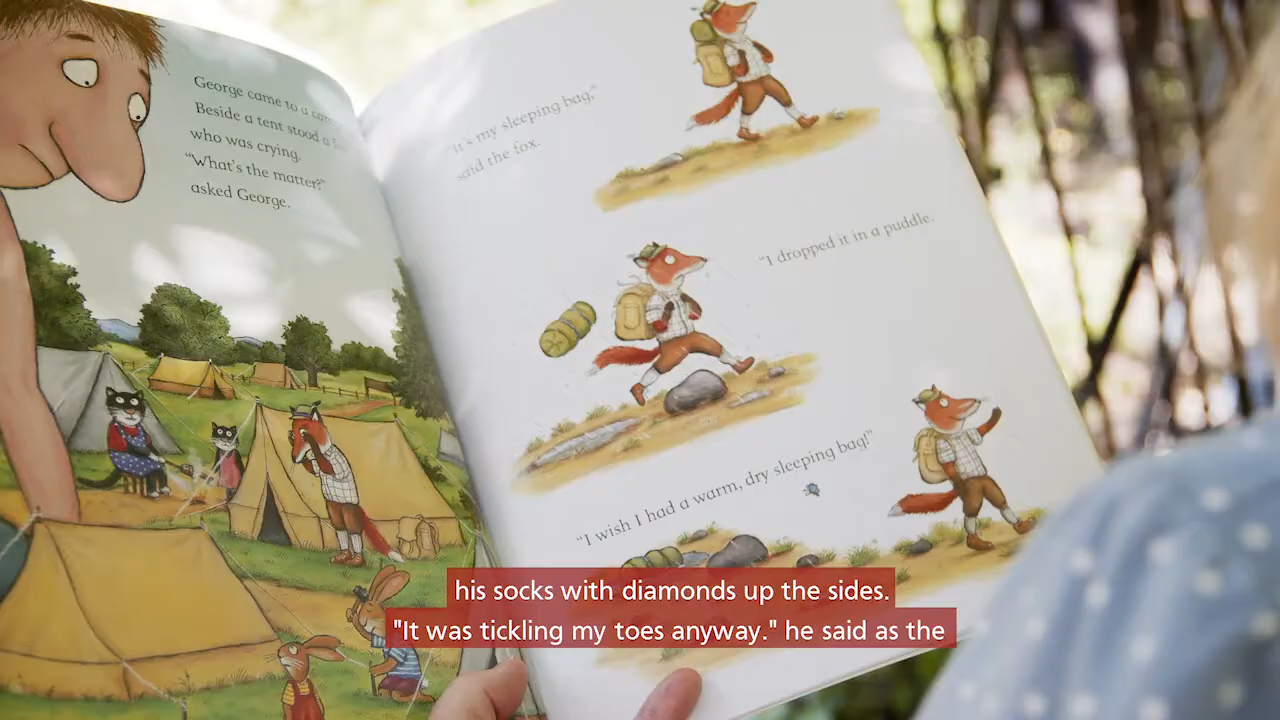 George came to a
Beside a tent stood a
who was crying.
"What's the matter?"
asked George.
"It's my sleeping bag,"
said the fox.
"I dropped it in a puddle.
"I wish I had a warm, dry sleeping bag!"
his socks with diamonds up the sides.
"It was tickling my toes anyway." he said as the